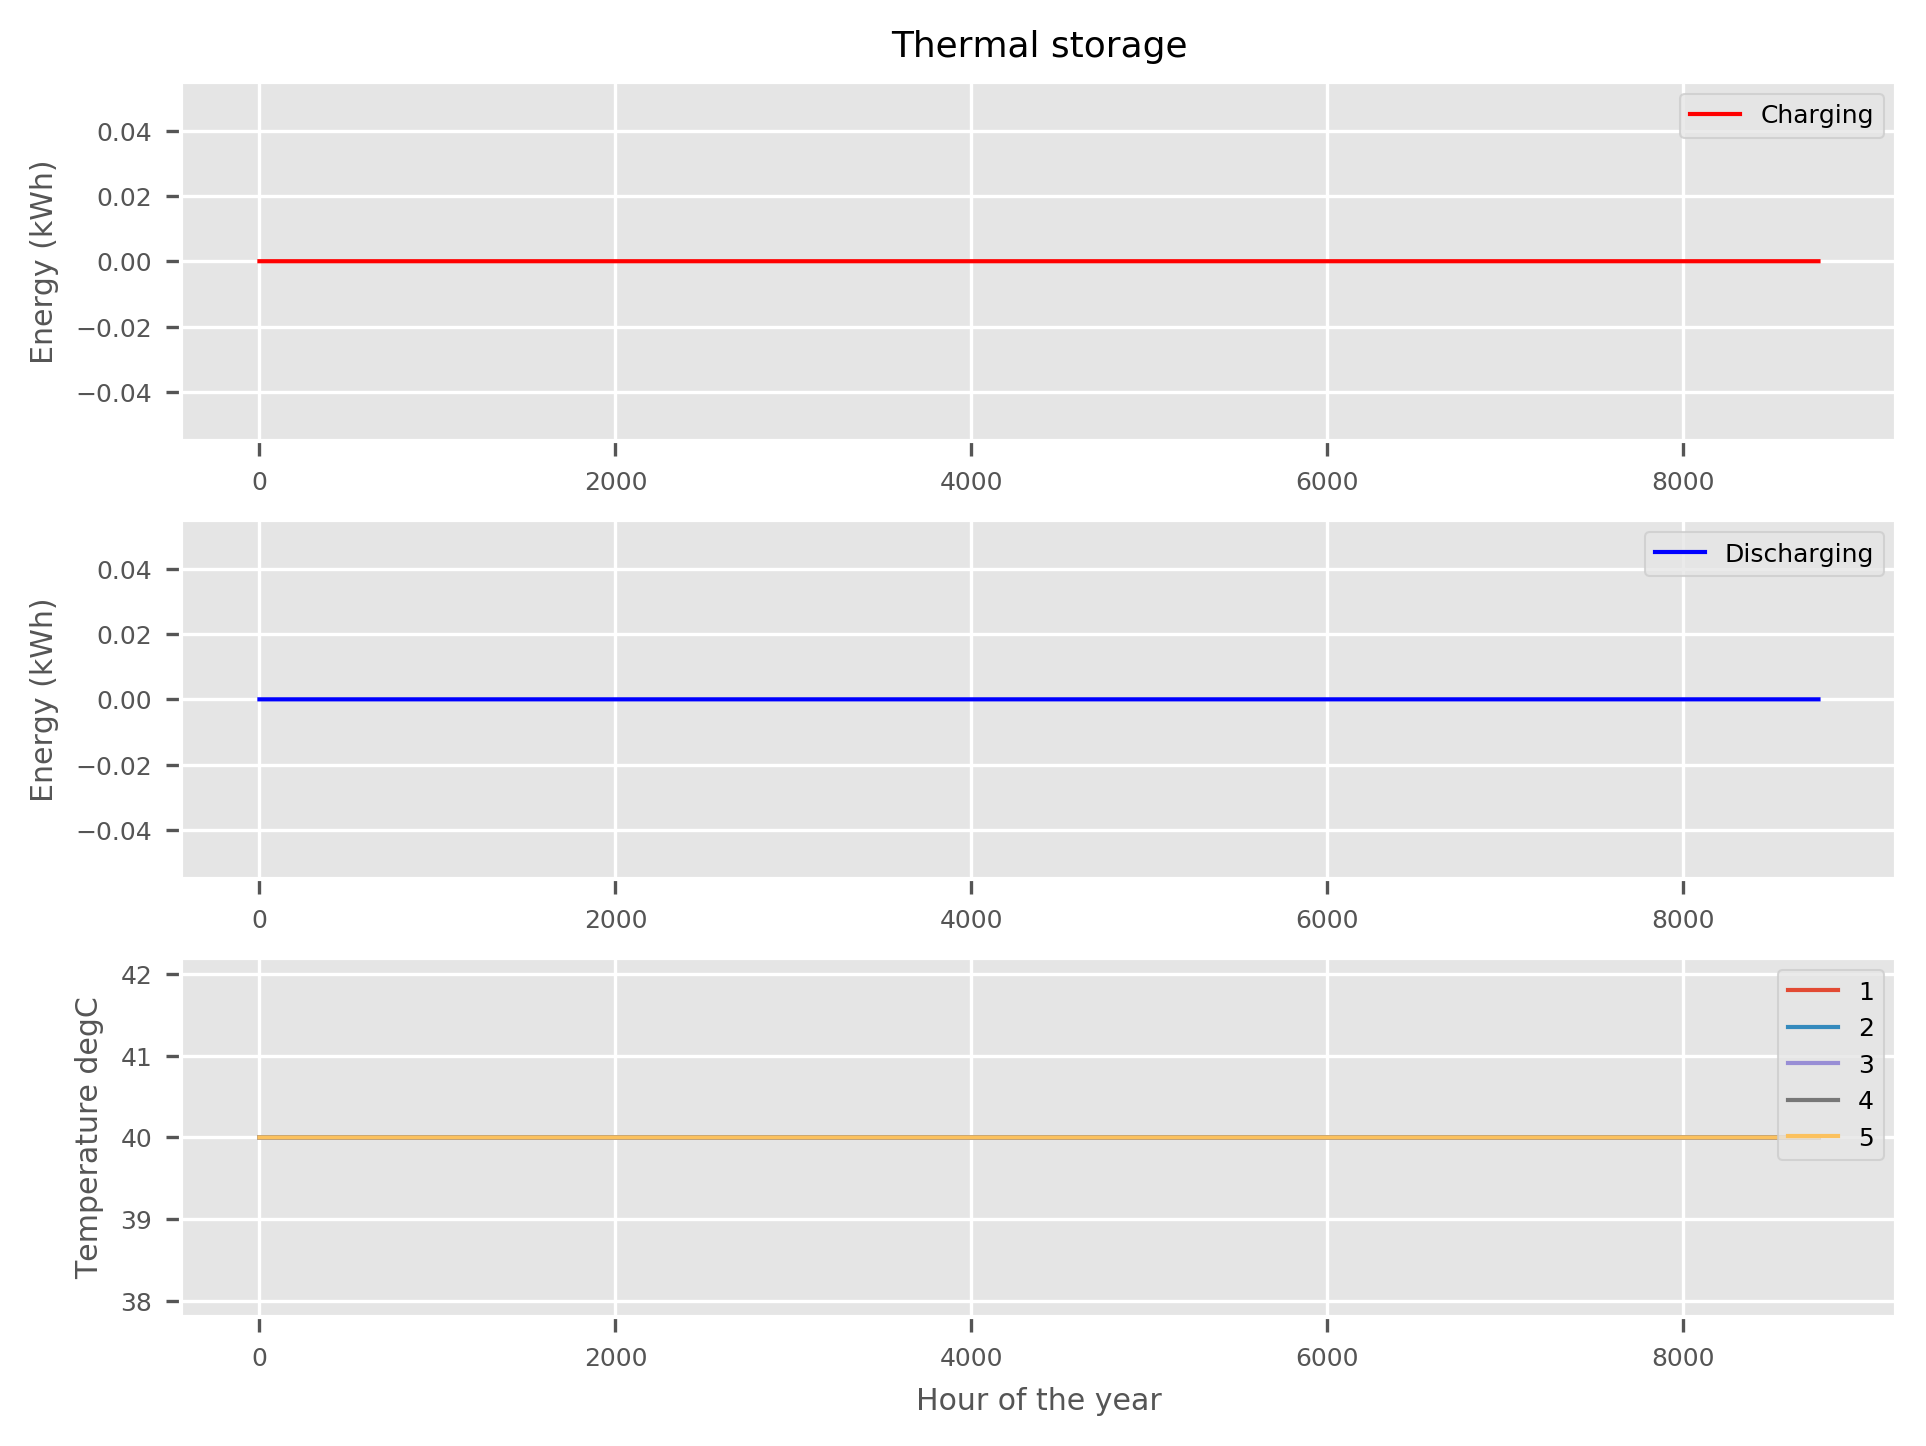 Thermal storage
Energy (kWh)
0.04
0.02
0.00
−0.02
−0.04
Charging
0 2000 4000 6000 8000
Energy (kWh)
0.04
0.02
0.00
−0.02
−0.04
Discharging
0 2000 4000 6000 8000
Temperature degC
42
41
40
39
38
1
2
3
4
5
0 2000 4000 6000 8000
Hour of the year